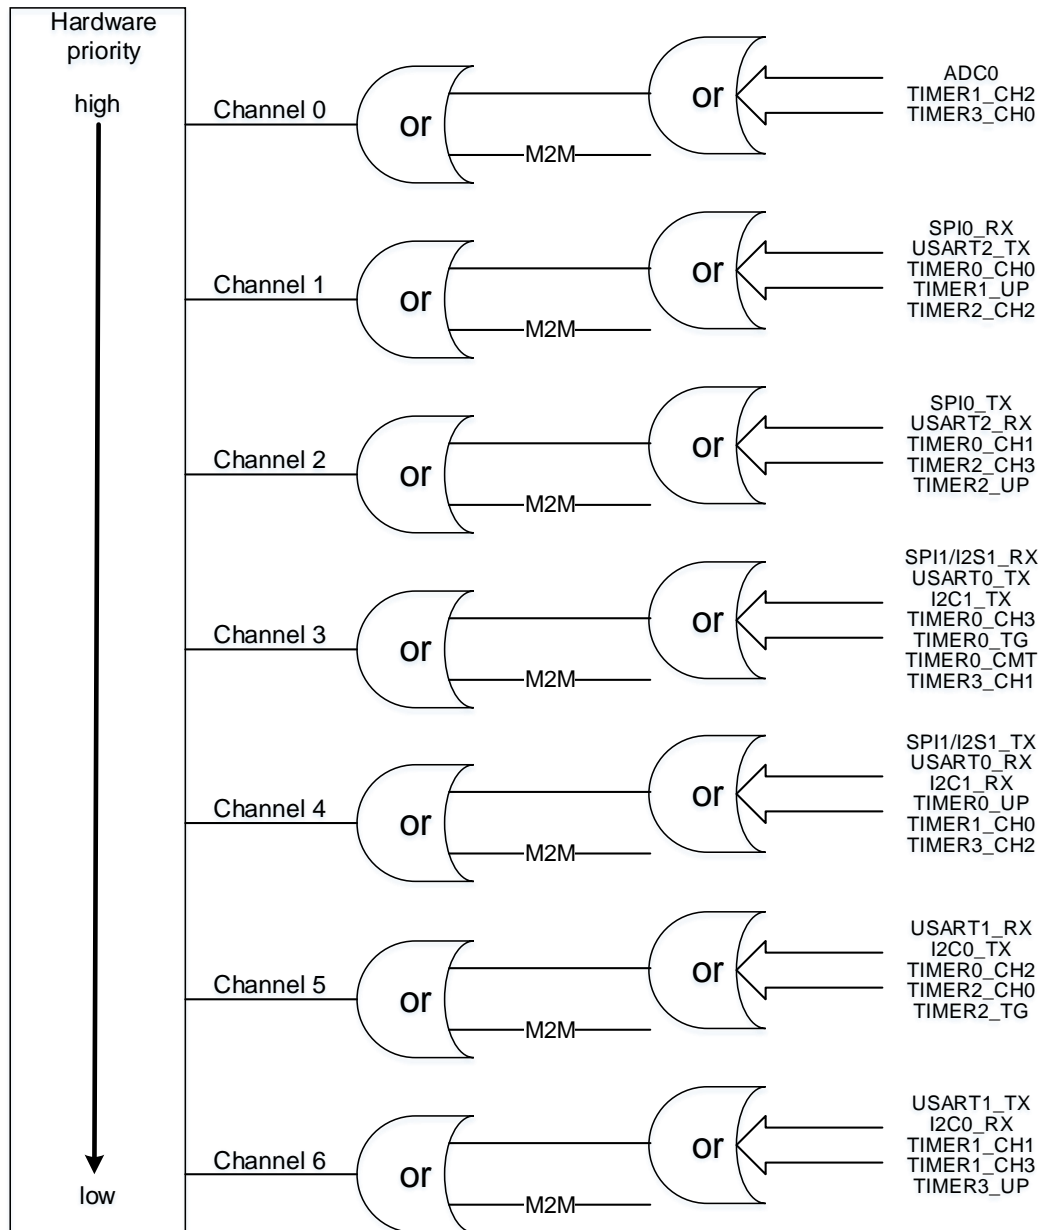 Hardware
priority
high
low
Channel 0
or
M2M
or
ADC0
TIMER1_CH2
TIMER3_CH0
Channel 1
or
M2M
or
SPI0_RX
USART2_TX
TIMER0_CH0
TIMER1_UP
TIMER2_CH2
Channel 2
or
M2M
or
SPI0_TX
USART2_RX
TIMER0_CH1
TIMER2_CH3
TIMER2_UP
Channel 3
or
M2M
or
SPI1/I2S1_RX
USART0_TX
I2C1_TX
TIMER0_CH3
TIMER0_TG
TIMER0_CMT
TIMER3_CH1
Channel 4
or
M2M
or
SPI1/I2S1_TX
USART0_RX
I2C1_RX
TIMER0_UP
TIMER1_CH0
TIMER3_CH2
Channel 5
or
M2M
or
USART1_RX
I2C0_TX
TIMER0_CH2
TIMER2_CH0
TIMER2_TG
Channel 6
or
M2M
or
USART1_TX
I2C0_RX
TIMER1_CH1
TIMER1_CH3
TIMER3_UP